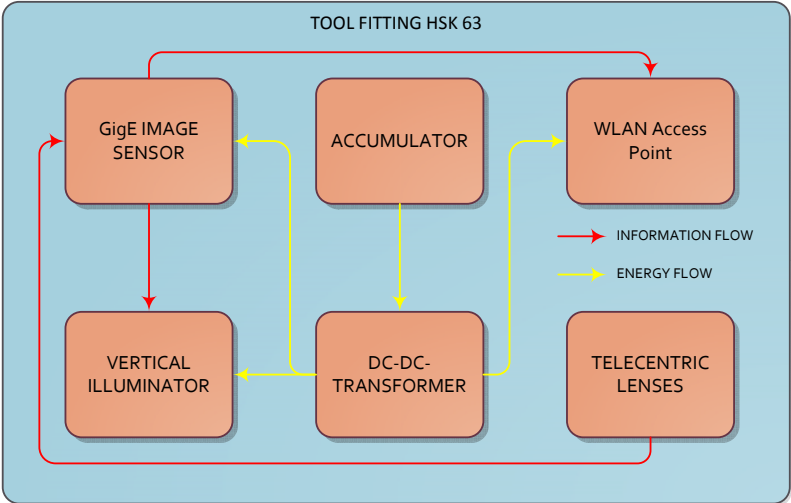 TOOL FITTING HSK 63
GigE IMAGE
SENSOR
ACCUMULATOR
WLAN Access
Point
INFORMATION FLOW
ENERGY FLOW
VERTICAL
ILLUMINATOR
DC-DC-
TRANSFORMER
TELECENTRIC
LENSES